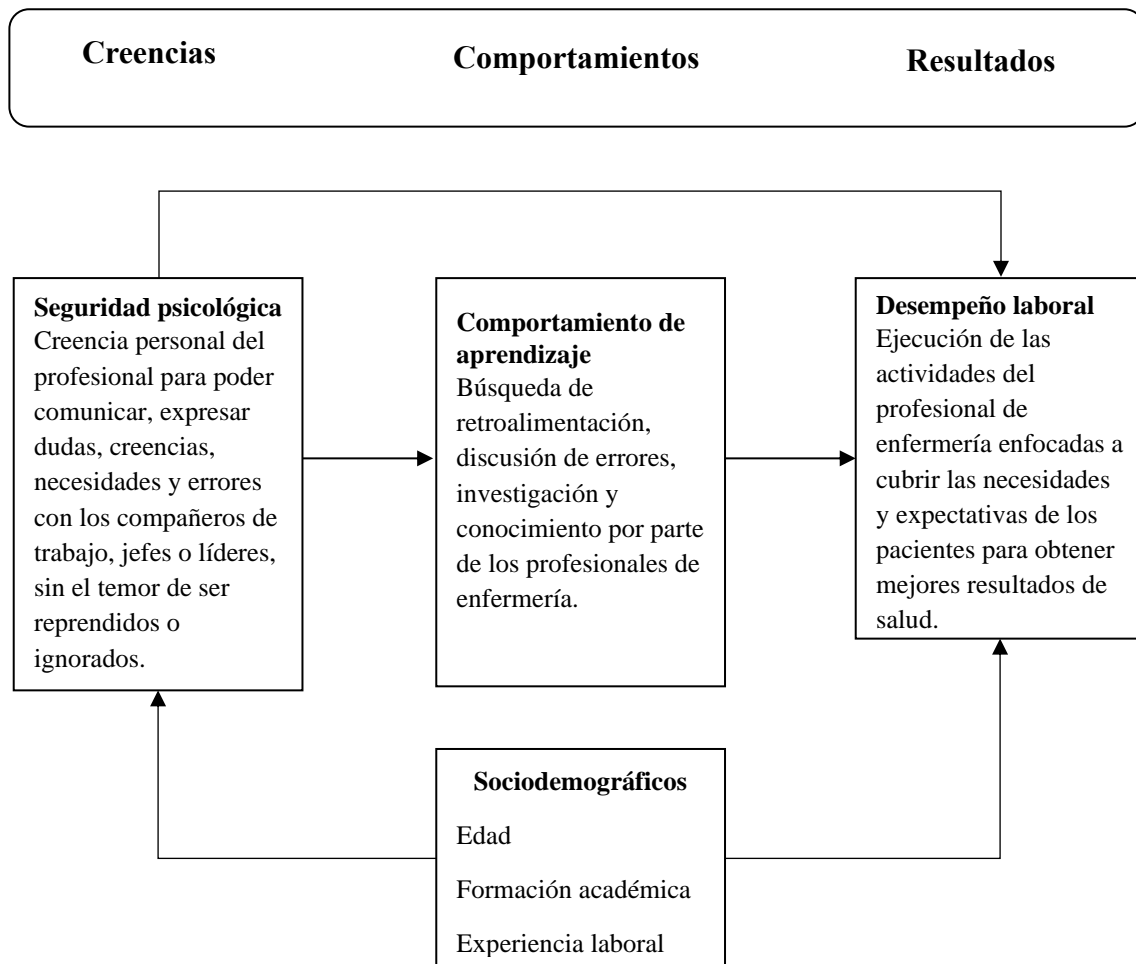 Creencias
Comportamientos
Resultados
Seguridad psicológica
Creencia personal del
profesional para poder
comunicar, expresar
dudas, creencias,
necesidades y errores
con los compañeros de
trabajo, jefes o líderes,
sin el temor de ser
reprendidos o
ignorados.
Comportamiento de
aprendizaje
Búsqueda de
retroalimentación,
discusión de errores,
investigación y
conocimiento por parte
de los profesionales de
enfermería.
Desempeño laboral
Ejecución de las
actividades del
profesional de
enfermería enfocadas a
cubrir las necesidades
y expectativas de los
pacientes para obtener
mejores resultados de
salud.
Sociodemográficos
Edad
Formación académica
Experiencia laboral